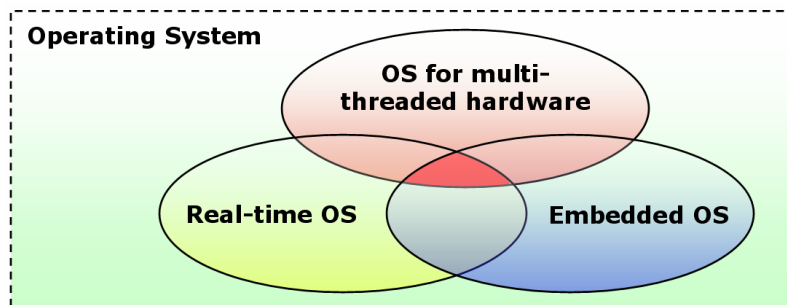 Operating System
OS for multi-
threaded hardware
Real-time OS
Embedded OS